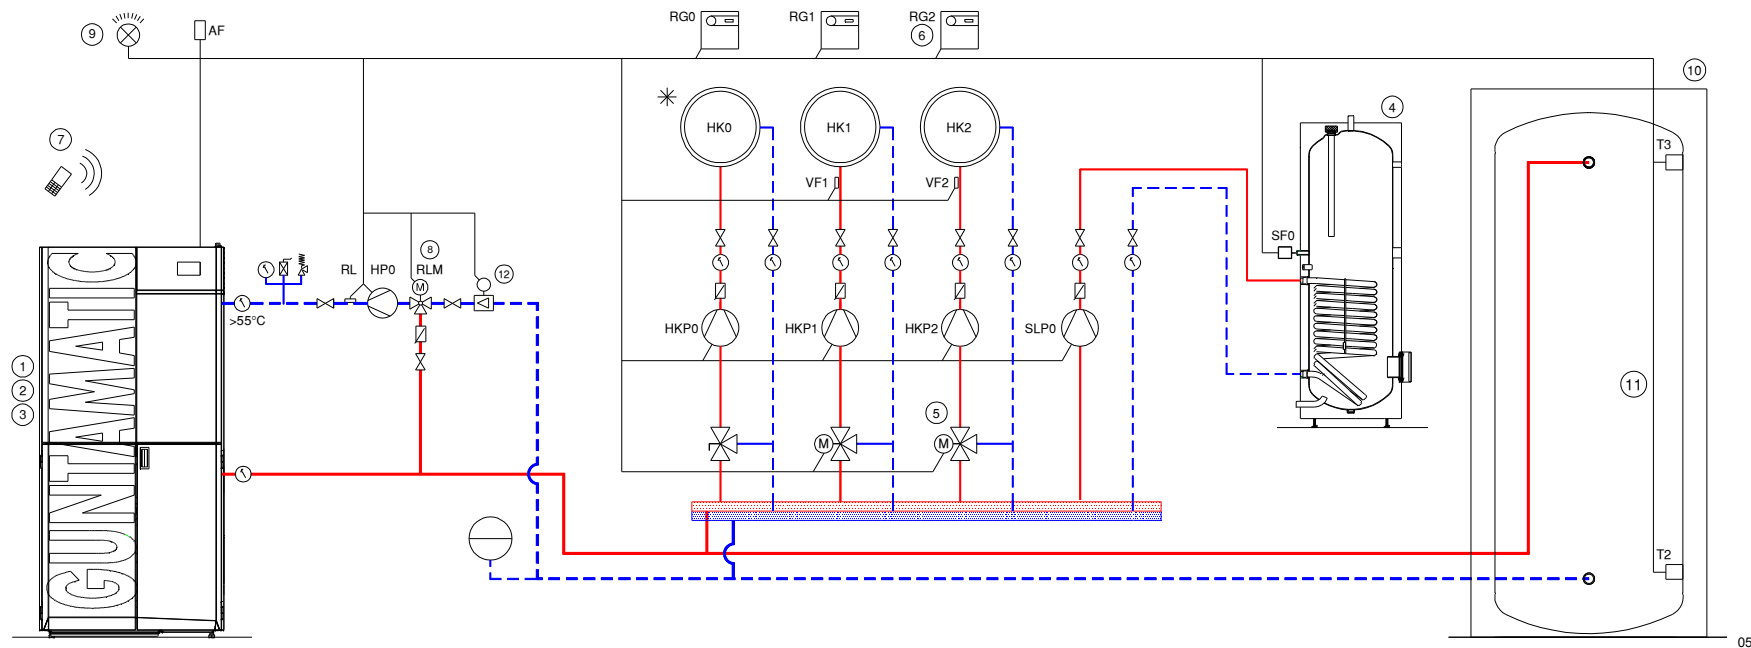 9
AF
RG0
RG1
RG2
6
10
4
7
HK0
HK1
HK2
VF1
VF2
T3
SF0
8
RL
HP0
RLM
M
12
>55°C
HKP0
HKP1
HKP2
SLP0
1
2
3
11
5
M
M
GUNTAMATIC
T2
05